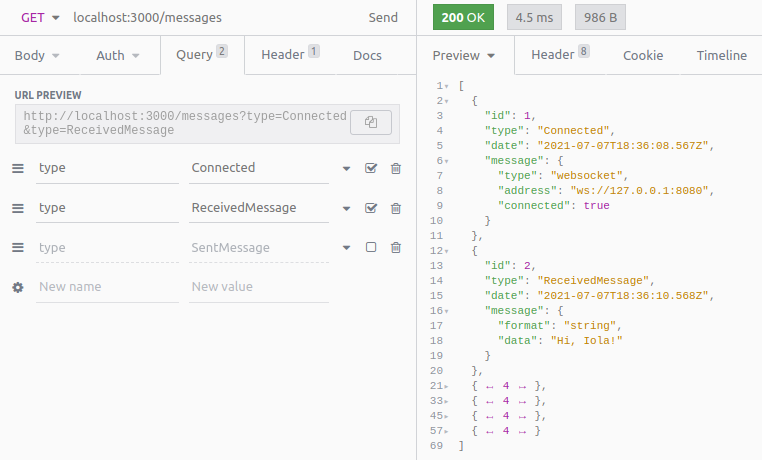 GET localhost:3000/messages Send
Body Auth Query 2 Header 1 Docs
URL PREVIEW
http://localhost:3000/messages?type=Connected
&type=ReceivedMessage
type Connected
type ReceivedMessage
type SentMessage
New name New value
200 OK 4.5 ms 986 B
Preview Header 8 Cookie Timeline
1 [
2 {
3 "id": 1,
4 "type": "Connected",
5 "date": "2021-07-07T18:36:08.567Z",
6 "message": {
7 "type": "websocket",
8 "address": "ws://127.0.0.1:8080",
9 "connected": true
10 }
11 },
12 {
13 "id": 2,
14 "type": "ReceivedMessage",
15 "date": "2021-07-07T18:36:10.568Z",
16 "message": {
17 "format": "string",
18 "data": "Hi, Iola!"
19 }
20 },
21 { ↔ 4 ↔ },
33 { ↔ 4 ↔ },
45 { ↔ 4 ↔ },
57 { ↔ 4 ↔ }
69 ]